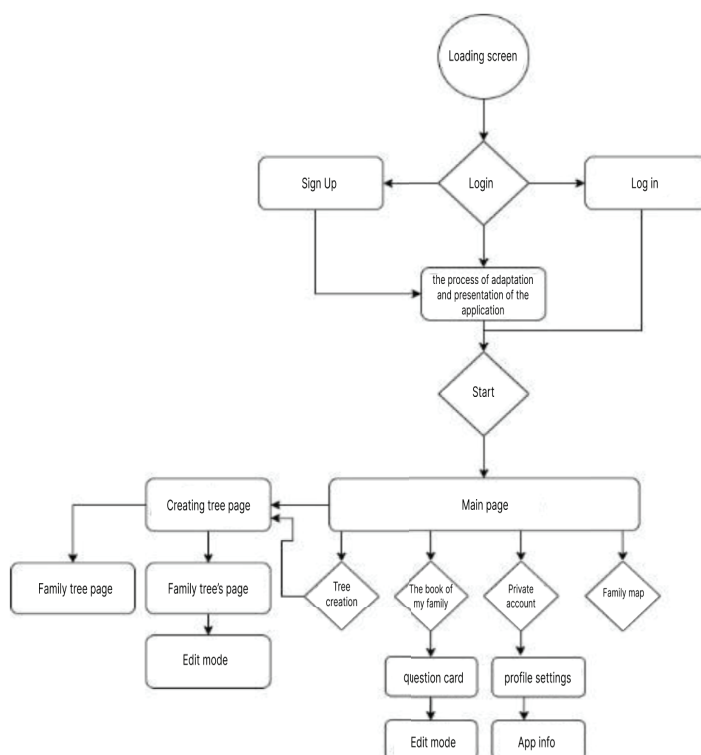 Loading screen
Sign Up
Login
Log in
the process of adaptation
and presentation of the
application
Start
Creating tree page
Main page
Family tree page
Family tree's page
Tree
creation
The book of
my family
Private
account
Family map
Edit mode
question card
profile settings
Edit mode
App info